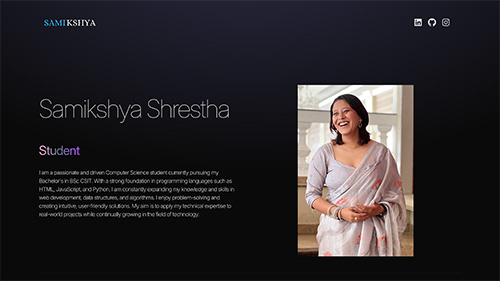 SAMIKSHYA
Samikshya Shrestha
Student
I am a passionate and driven Computer Science student currently pursuing my
Bachelor's in BSc CSIT. With a strong foundation in programming languages such as
HTML, JavaScript, and Python, I am constantly expanding my knowledge and skills in
web development, data structures, and algorithms. I enjoy problem-solving and
creating intuitive, user-friendly solutions. My aim is to apply my technical expertise to
real-world projects while continually growing in the field of technology.